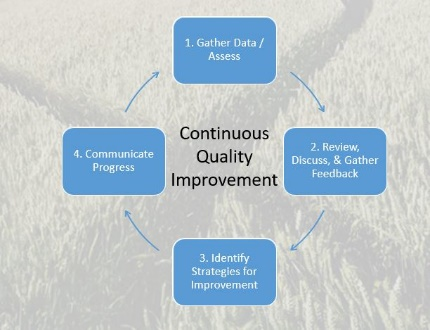 1. Gather Data /
Assess
Continuous
Quality
Improvement
2. Review,
Discuss, & Gather
Feedback
3. Identify
Strategies for
Improvement
4. Communicate
Progress